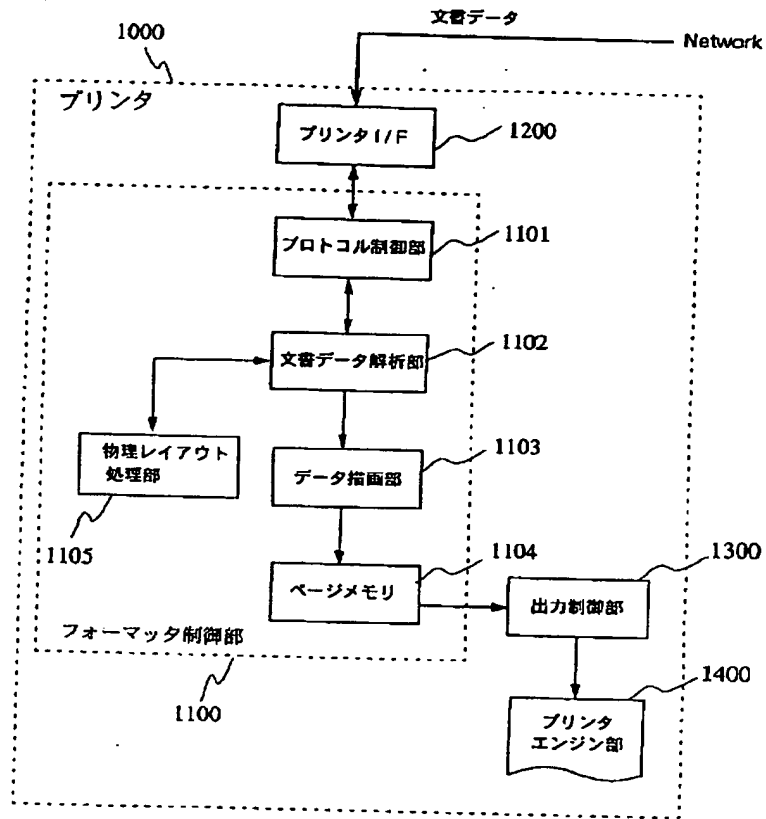 文書データ
Network
1000
プリンタ
プリンタI/F
1200
プロトコル制御部
1101
文書データ解析部
1102
物理レイアウト
処理部
1105
データ描画部
1103
ページメモリ
1104
フォーマッタ制御部
1100
出力制御部
1300
プリンタ
エンジン部
1400